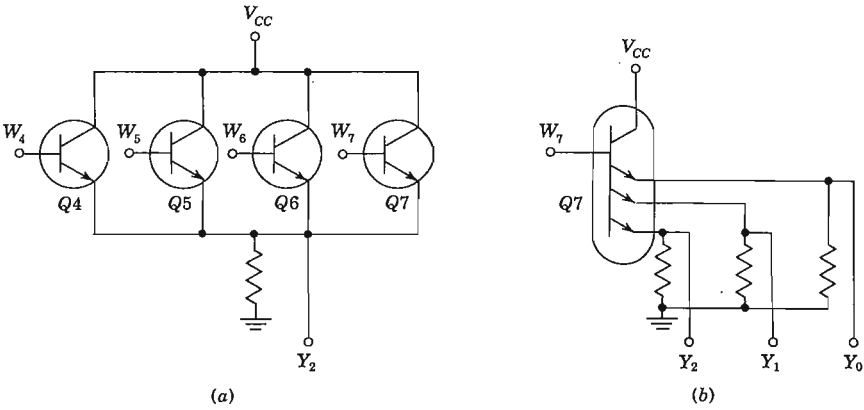 V_CC
W_4 W_5 W_6 W_7
Q4 Q5 Q6 Q7
Y_2
(a)
V_CC
W_7
Q7
Y_2 Y_1 Y_0
(b)